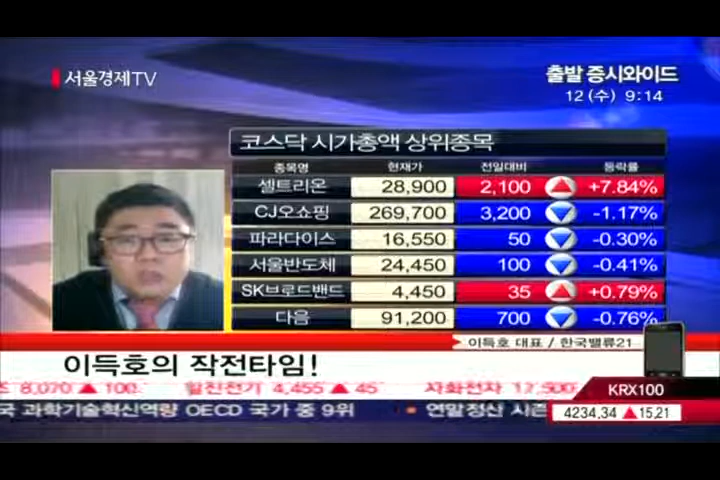 서울경제TV
출발 증시와이드
12 (수) 9:14
코스닥 시가총액 상위종목
종목명 현재가 전일대비 등락률
셀트리온 28,900 2,100 ▲ +7.84%
CJ오쇼핑 269,700 3,200 ▼ -1.17%
파라다이스 16,550 50 ▼ -0.30%
서울반도체 24,450 100 ▼ -0.41%
SK브로드밴드 4,450 35 ▲ +0.79%
다음 91,200 700 ▼ -0.76%
이득호 대표 / 한국밸류21
이득호의 작전타임!
8,070 ▲ 100 일진전기 4,455 ▲ 45 자화전자 17,500
KRX100
국 과학기술혁신역량 OECD 국가 중 9위 • 연말정산 시즌
4234.34 ▲15.21